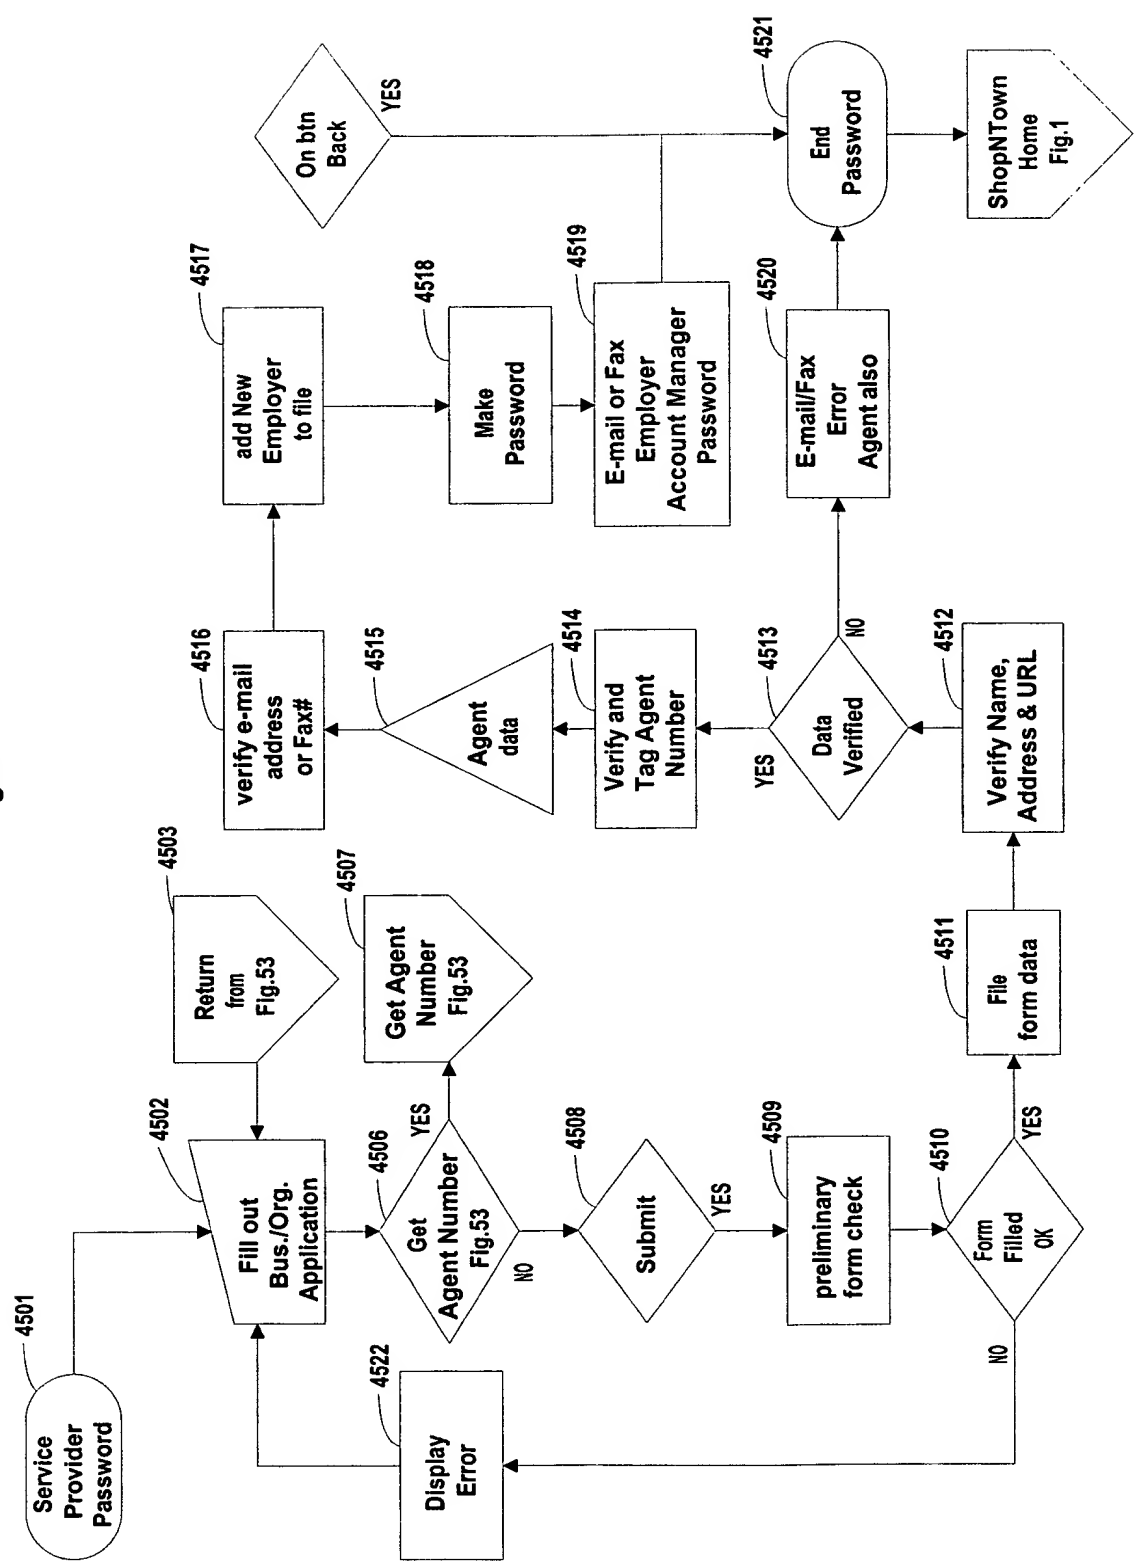 4501
Service
Provider
Password
4502
Fill out
Bus./Org.
Application
4503
Return
from
Fig.53
4506
Get
Agent Number
Fig.53
YES
NO
4507
Get Agent
Number
Fig.53
4508
Submit
YES
4509
preliminary
form check
4510
Form
Filled
OK
YES
NO
4522
Display
Error
4511
File
form data
4512
Verify Name,
Address & URL
4513
Data
Verified
YES
NO
4514
Verify and
Tag Agent
Number
4515
Agent
data
4516
verify e-mail
address
or Fax#
4517
add New
Employer
to file
4518
Make
Password
4519
E-mail or Fax
Employer
Account Manager
Password
4520
E-mail/Fax
Error
Agent also
On btn
Back
YES
4521
End
Password
ShopNTown
Home
Fig.1